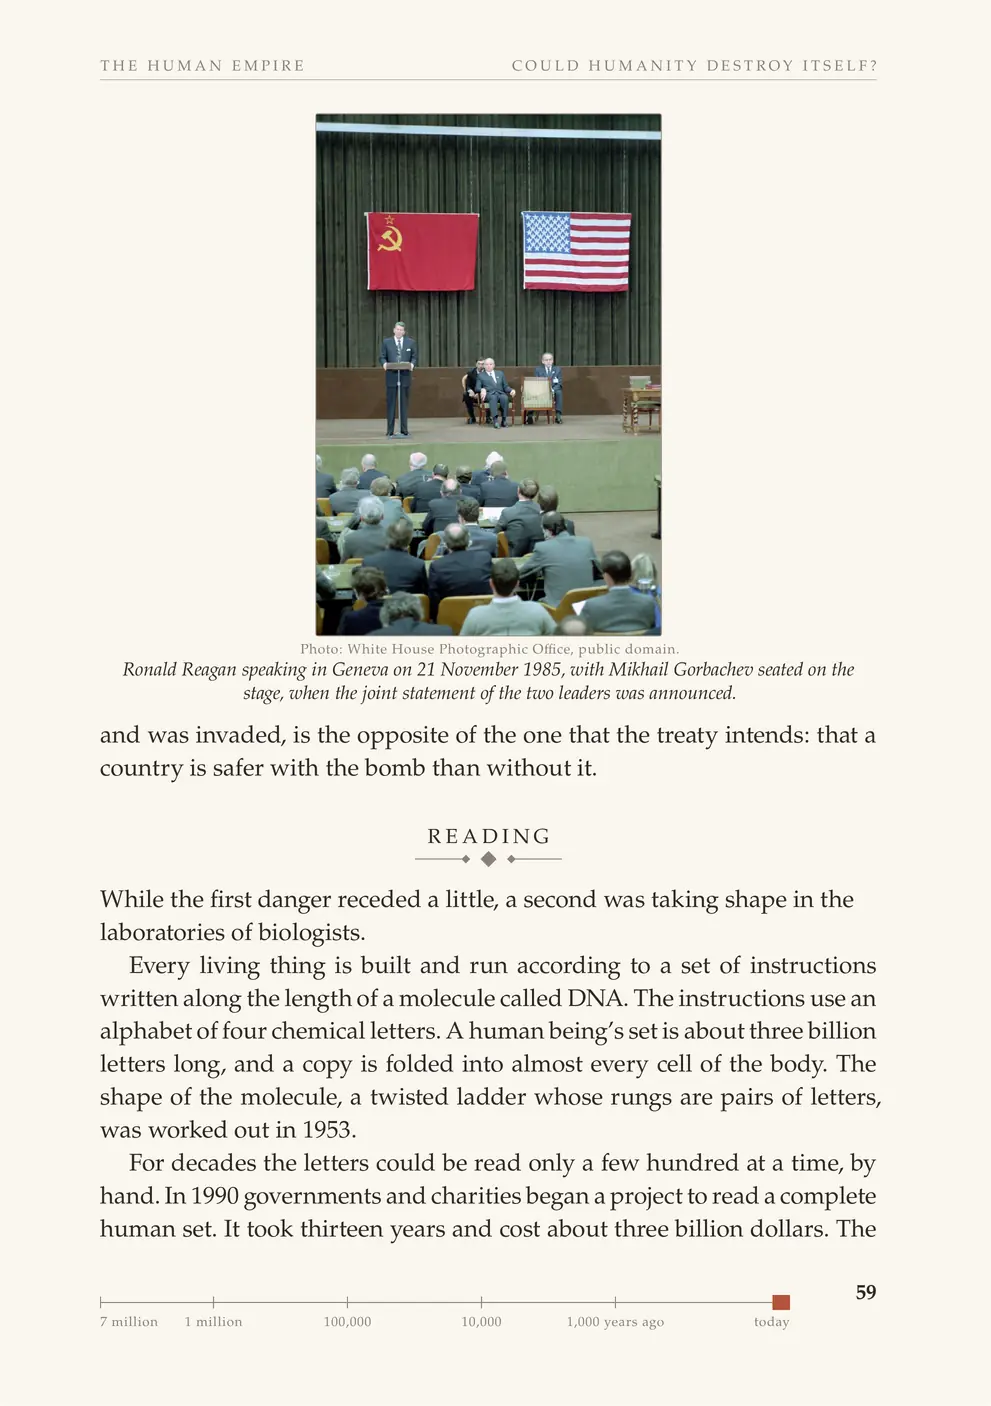 THE HUMAN EMPIRE
COULD HUMANITY DESTROY ITSELF?
Photo: White House Photographic Office, public domain.
Ronald Reagan speaking in Geneva on 21 November 1985, with Mikhail Gorbachev seated on the
stage, when the joint statement of the two leaders was announced.
and was invaded, is the opposite of the one that the treaty intends: that a
country is safer with the bomb than without it.
READING
While the first danger receded a little, a second was taking shape in the
laboratories of biologists.
Every living thing is built and run according to a set of instructions
written along the length of a molecule called DNA. The instructions use an
alphabet of four chemical letters. A human being’s set is about three billion
letters long, and a copy is folded into almost every cell of the body. The
shape of the molecule, a twisted ladder whose rungs are pairs of letters,
was worked out in 1953.
For decades the letters could be read only a few hundred at a time, by
hand. In 1990 governments and charities began a project to read a complete
human set. It took thirteen years and cost about three billion dollars. The
59
7 million
1 million
100,000
10,000
1,000 years ago
today